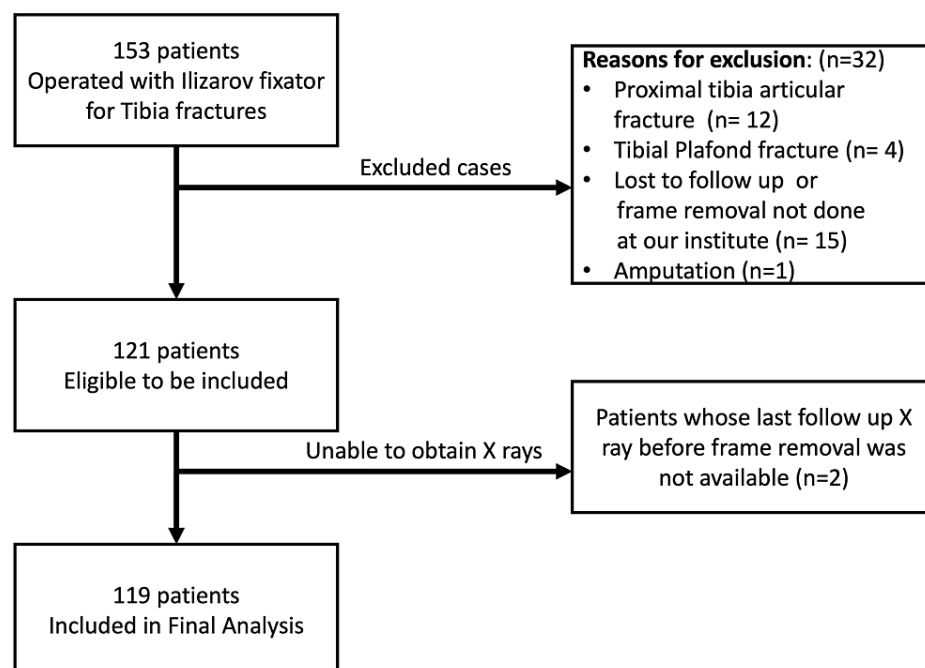 153 patients
Operated with Ilizarov fixator
for Tibia fractures
Excluded cases
Reasons for exclusion: (n=32)
• Proximal tibia articular
fracture (n= 12)
• Tibial Plafond fracture (n= 4)
• Lost to follow up or
frame removal not done
at our institute (n= 15)
• Amputation (n=1)
121 patients
Eligible to be included
Unable to obtain X rays
Patients whose last follow up X
ray before frame removal was
not available (n=2)
119 patients
Included in Final Analysis